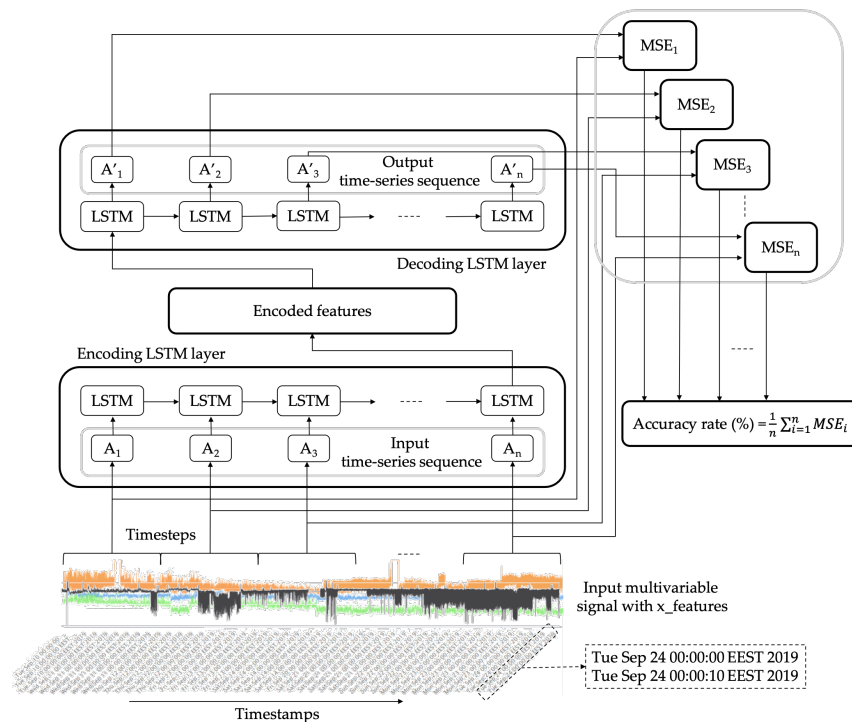 MSE₁
MSE₂
MSE₃
MSEₙ
A′₁ A′₂ A′₃ A′ₙ
Output
time-series sequence
LSTM LSTM LSTM LSTM
Decoding LSTM layer
Encoded features
Encoding LSTM layer
LSTM LSTM LSTM LSTM
A₁ A₂ A₃ Aₙ
Input
time-series sequence
Accuracy rate (%) = 1/n ∑ⁿᵢ₌₁ MSEᵢ
Timesteps
Input multivariable
signal with x_features
Tue Sep 24 00:00:00 EEST 2019
Tue Sep 24 00:00:10 EEST 2019
Timestamps